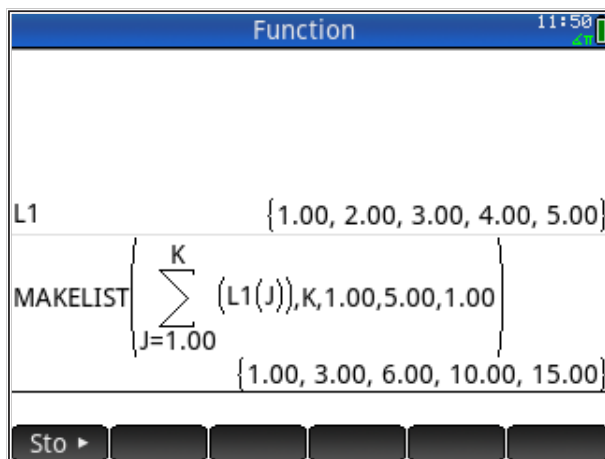 Function
11:50
∡π
L1
{1.00, 2.00, 3.00, 4.00, 5.00}
K
MAKELIST(∑(L1(J)),K,1.00,5.00,1.00)
J=1.00
{1.00, 3.00, 6.00, 10.00, 15.00}
Sto ▸